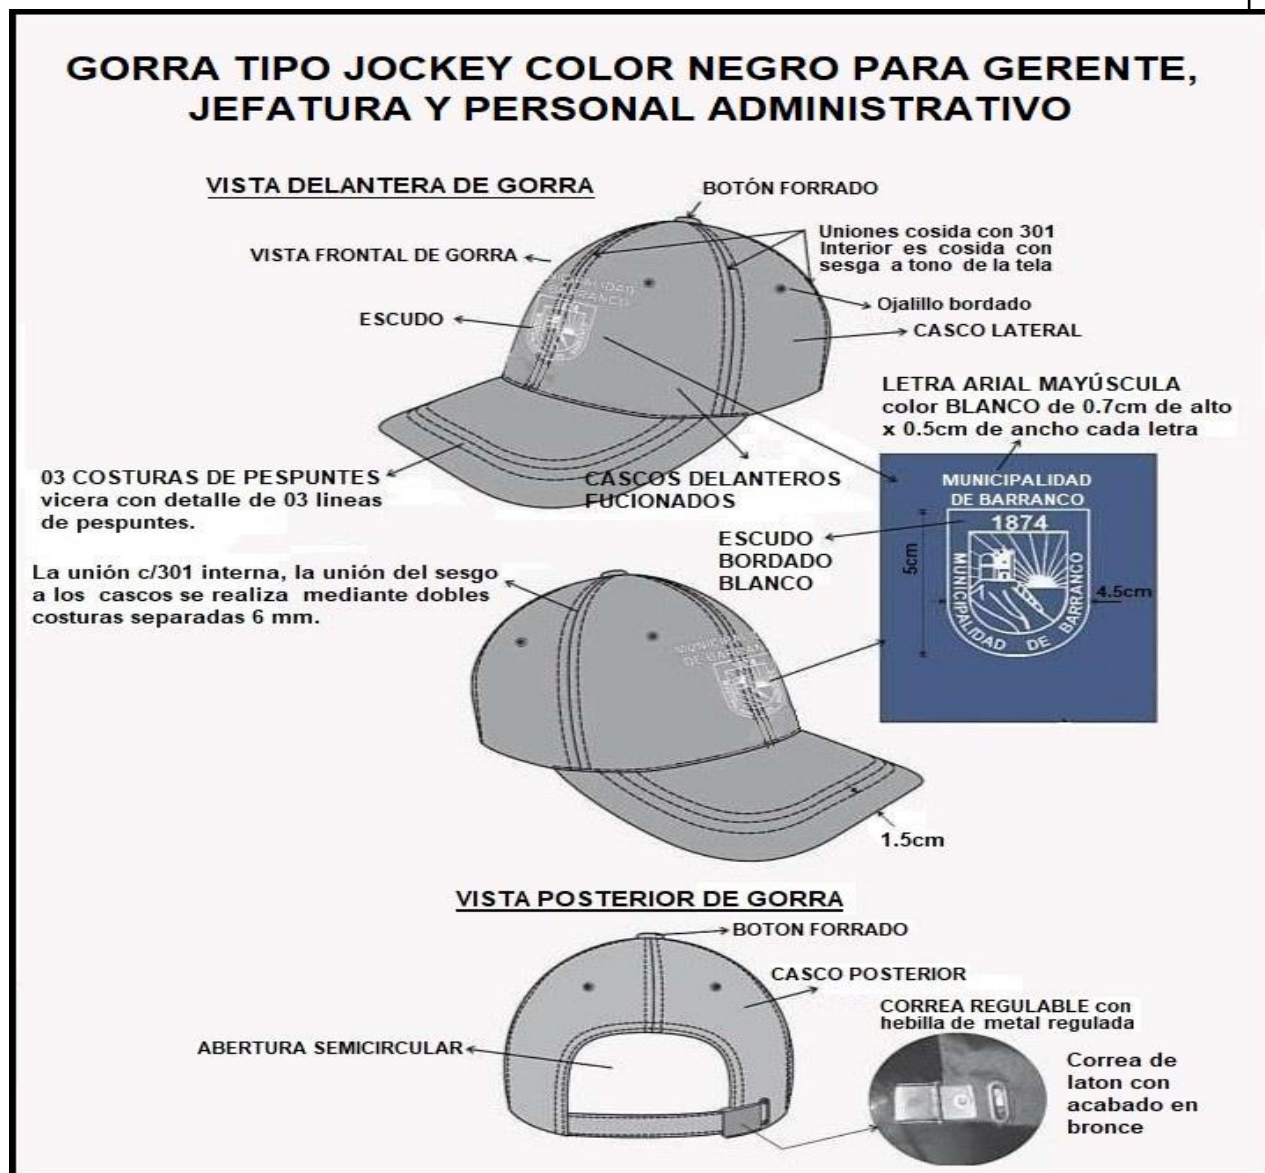 GORRA TIPO JOCKEY COLOR NEGRO PARA GERENTE,
JEFATURA Y PERSONAL ADMINISTRATIVO
VISTA DELANTERA DE GORRA
BOTÓN FORRADO
VISTA FRONTAL DE GORRA
Uniones cosida con 301
Interior es cosida con
sesga a tono de la tela
ESCUDO
Ojalillo bordado
CASCO LATERAL
LETRA ARIAL MAYÚSCULA
color BLANCO de 0.7cm de alto
x 0.5cm de ancho cada letra
03 COSTURAS DE PESPUNTES
vicera con detalle de 03 lineas
de pespuntes.
CASCOS DELANTEROS
FUCIONADOS
MUNICIPALIDAD
DE BARRANCO
1874
MUNICIPALIDAD DE BARRANCO
5cm
4.5cm
ESCUDO
BORDADO
BLANCO
La unión c/301 interna, la unión del sesgo
a los cascos se realiza mediante dobles
costuras separadas 6 mm.
1.5cm
VISTA POSTERIOR DE GORRA
BOTON FORRADO
CASCO POSTERIOR
CORREA REGULABLE con
hebilla de metal regulada
ABERTURA SEMICIRCULAR
Correa de
laton con
acabado en
bronce